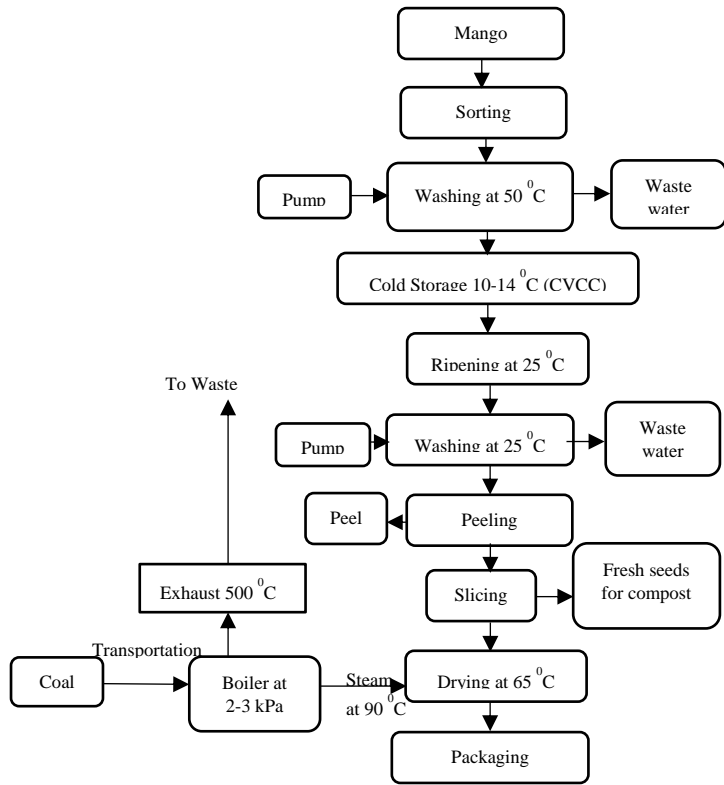 Mango
Sorting
Pump
Washing at 50 ⁰C
Waste
water
Cold Storage 10-14 ⁰C (CVCC)
Ripening at 25 ⁰C
To Waste
Pump
Washing at 25 ⁰C
Waste
water
Peel
Peeling
Exhaust 500 ⁰C
Slicing
Fresh seeds
for compost
Transportation
Coal
Boiler at
2-3 kPa
Steam
at 90 ⁰C
Drying at 65 ⁰C
Packaging